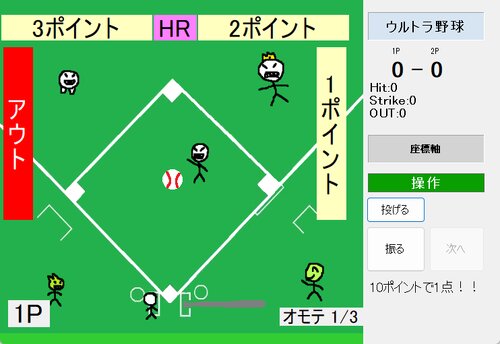 3ポイント
HR
2ポイント
アウト
1ポイント
1P
オモテ 1/3
ウルトラ野球
1P 2P
0 - 0
Hit:0
Strike:0
OUT:0
座標軸
操作
投げる
振る
次へ
10ポイントで1点！！